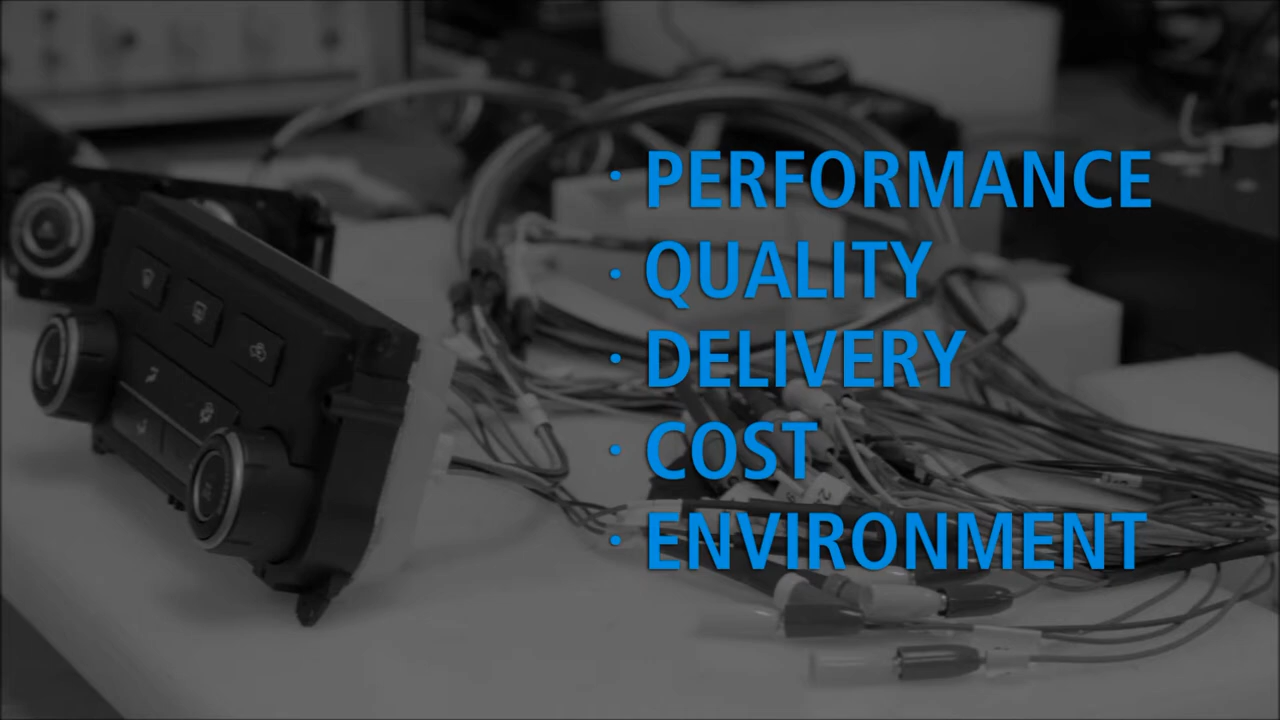 · PERFORMANCE
· QUALITY
· DELIVERY
· COST
· ENVIRONMENT